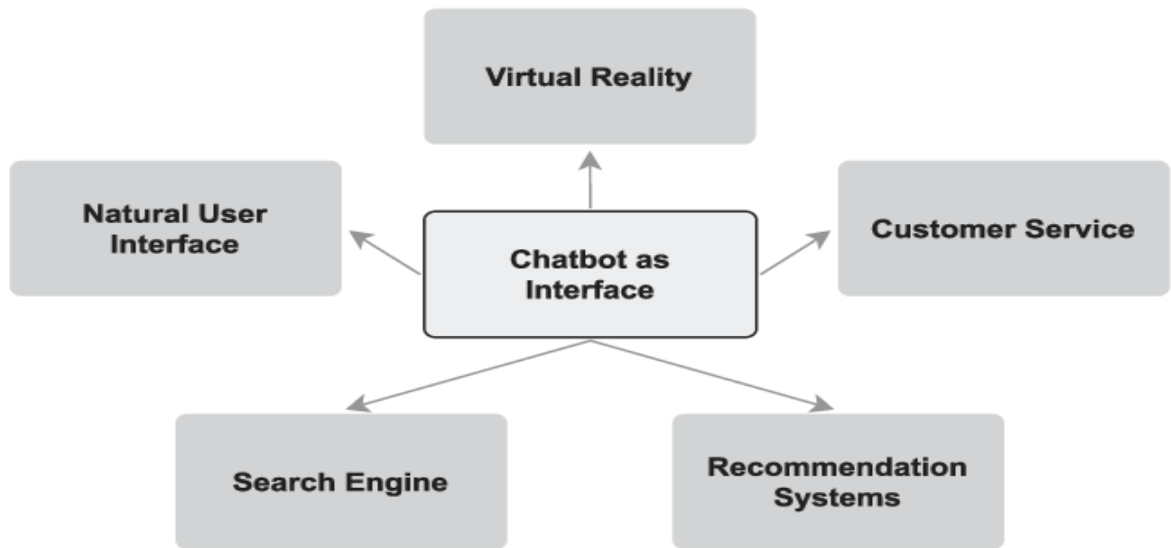 Virtual Reality
Natural User
Interface
Customer Service
Chatbot as
Interface
Search Engine
Recommendation
Systems